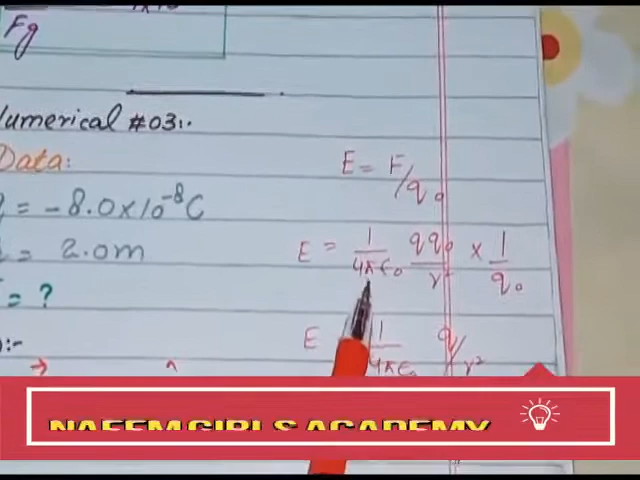 Fg
Numerical #03:.
Data:
q = -8.0×10⁻⁸C
= 2.0m
= ?
E = F/q₀
E = 1/4πε₀ qq₀/r² × 1/q₀
E 1/4πε₀ q/r²
NAEEM GIRLS ACADEMY